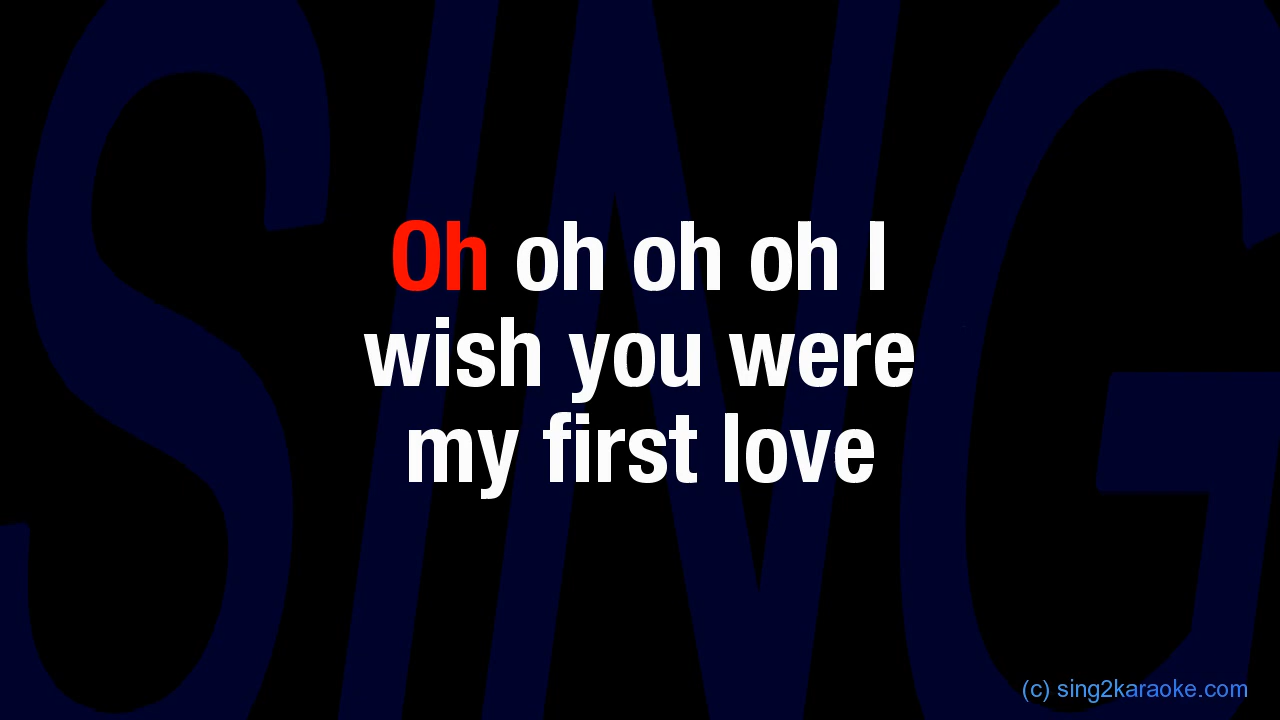 SING
Oh oh oh oh I
wish you were
my first love
(c) sing2karaoke.com